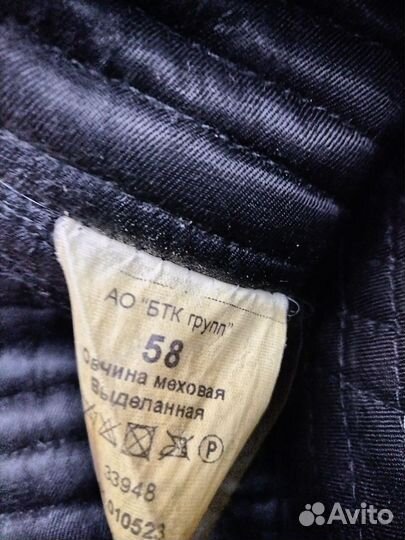 АО "БТК групп"
58
Овчина меховая
Выделанная
P
33948
010523
Avito